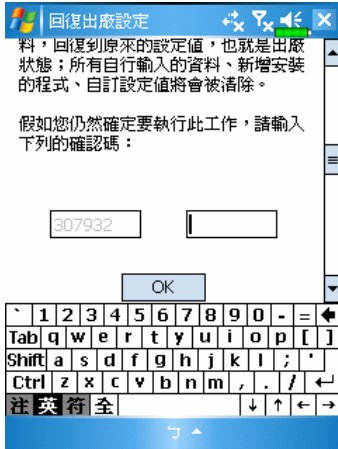 回復出廠設定
料，回復到原來的設定值，也就是出廠
狀態；所有自行輸入的資料、新增安裝
的程式、自訂設定值將會被清除。
假如您仍然確定要執行此工作，請輸入
下列的確認碼：
307932
OK
` 1 2 3 4 5 6 7 8 9 0 - =
Tab q w e r t y u i o p [ ]
Shift a s d f g h j k l ; '
Ctrl z x c v b n m , . / ↵
注 英 符 全 ↓ ↑ ← →
ㄅ